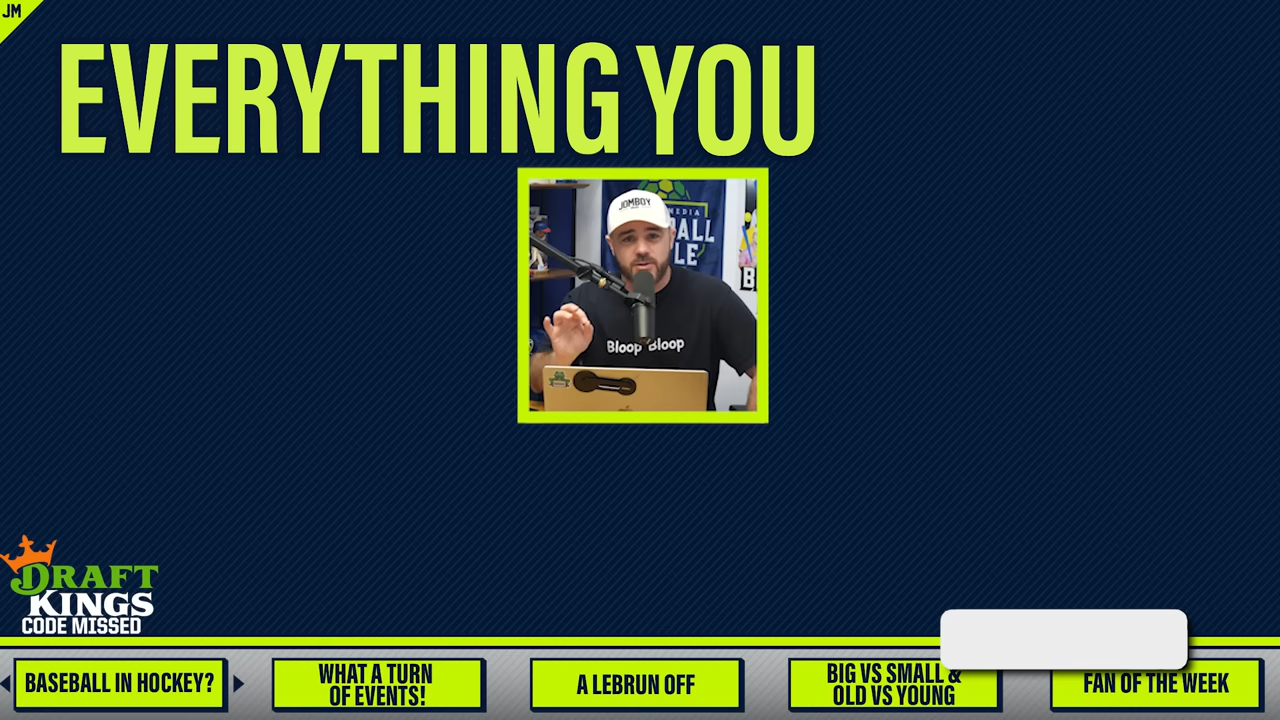 JM
EVERYTHING YOU
JOMBOY
MEDIA
Bloop Bloop
DRAFT
KINGS
CODE MISSED
BASEBALL IN HOCKEY?
WHAT A TURN
OF EVENTS!
A LEBRUN OFF
BIG VS SMALL &
OLD VS YOUNG
FAN OF THE WEEK